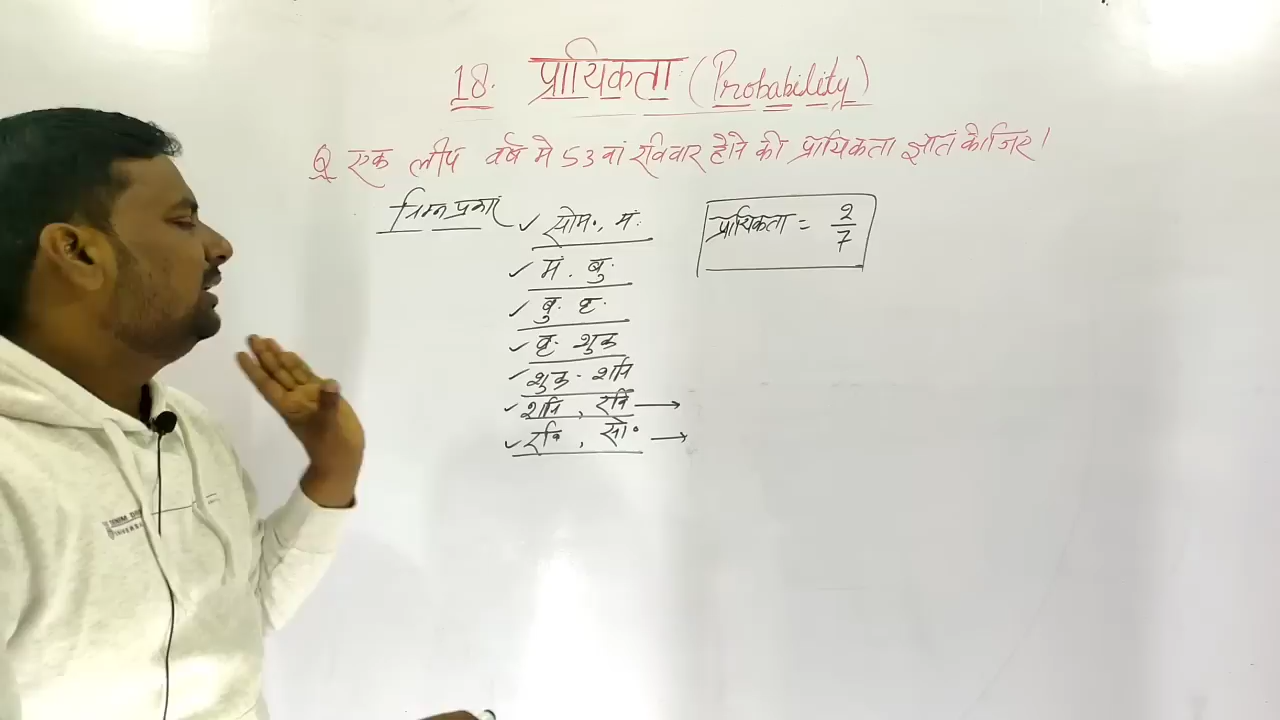 18. प्रायिकता (Probability)
Q एक लीप वर्ष मे 53 वां रविवार होने की प्रायिकता ज्ञात कीजिए।
निम्न प्रकार
✓ सोम॰, मं.
✓ मं. बु.
✓ बु. वृ.
✓ वृ. शुक्र
✓ शुक्र - शनि
✓ शनि, रवि →
✓ रवि, सो॰ →
प्रायिकता = 2/7